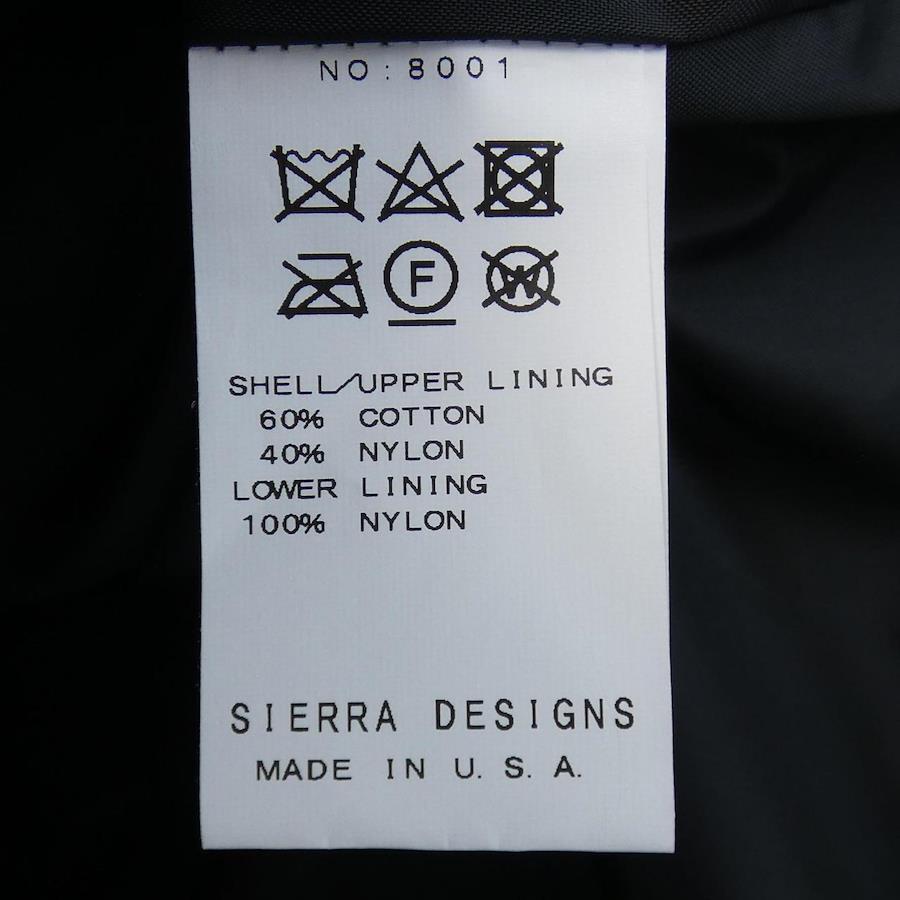 NO:8001
F
W
SHELL/UPPER LINING
60% COTTON
40% NYLON
LOWER LINING
100% NYLON
SIERRA DESIGNS
MADE IN U.S.A.